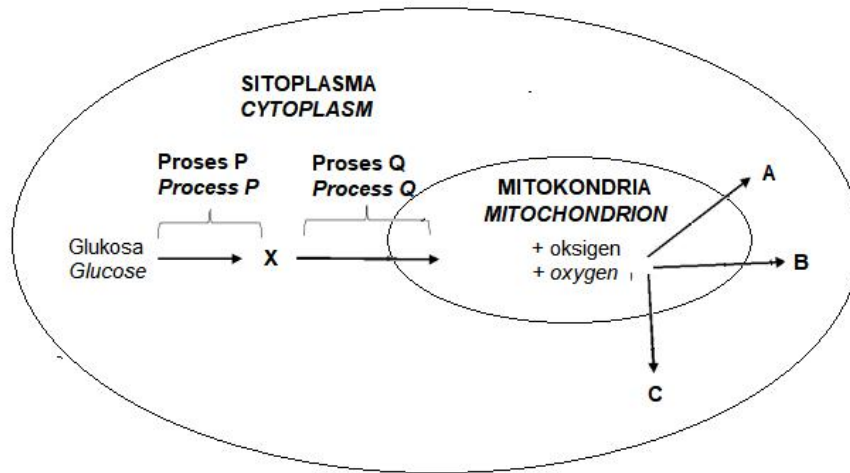 SITOPLASMA
CYTOPLASM
Proses P
Process P
Proses Q
Process Q
MITOKONDRIA
MITOCHONDRION
A
Glukosa
Glucose
X
+ oksigen
+ oxygen
B
C